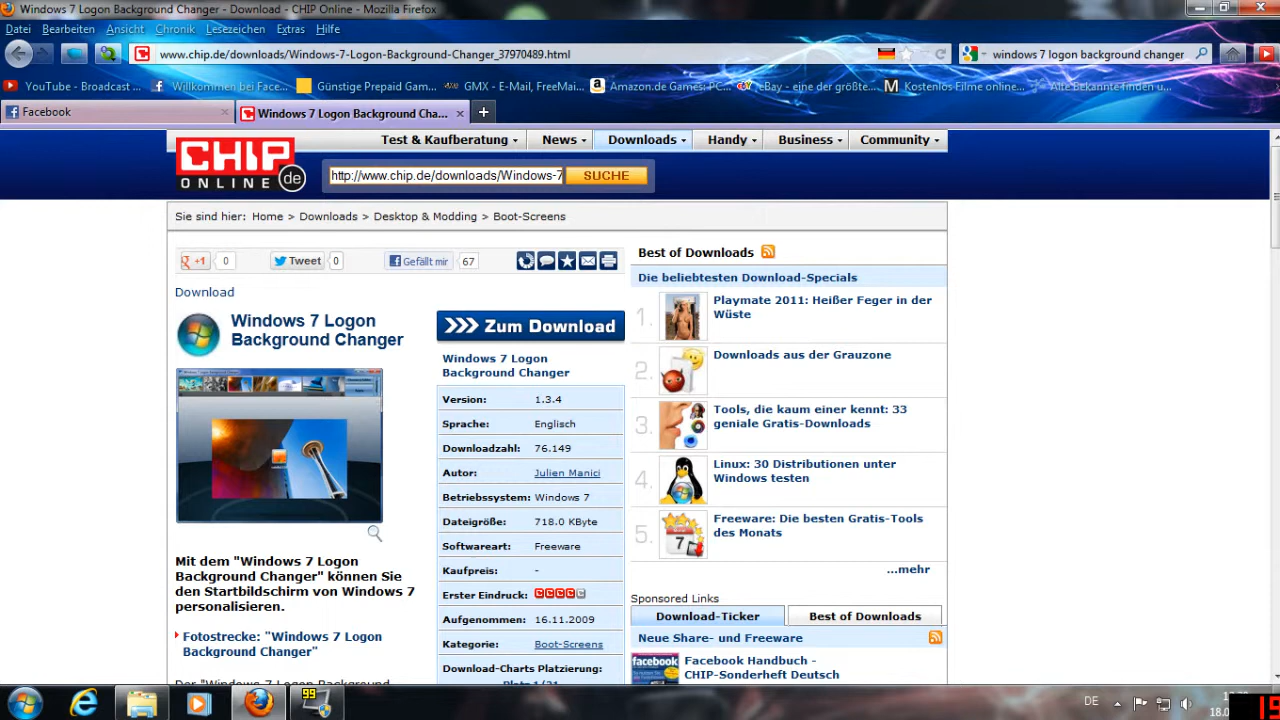 Windows 7 Logon Background Changer - Download - CHIP Online - Mozilla Firefox
Datei Bearbeiten Ansicht Chronik Lesezeichen Extras Hilfe
www.chip.de/downloads/Windows-7-Logon-Background-Changer_37970489.html
windows 7 logon background changer
YouTube - Broadcast ... Willkommen bei Face... Günstige Prepaid Gam... GMX - E-Mail, FreeMai... Amazon.de Games: PC... eBay - eine der größte... Kostenlos Filme online... Alte Bekannte finden u...
Facebook
Windows 7 Logon Background Cha...
Test & Kaufberatung News Downloads Handy Business Community
CHIP
ONLINE de
http://www.chip.de/downloads/Windows-7
SUCHE
Sie sind hier: Home > Downloads > Desktop & Modding > Boot-Screens
+1 0 Tweet 0 Gefällt mir 67
Download
Windows 7 Logon
Background Changer
Mit dem "Windows 7 Logon
Background Changer" können Sie
den Startbildschirm von Windows 7
personalisieren.
Fotostrecke: "Windows 7 Logon
Background Changer"
Der "Windows 7 Logon Background
Zum Download
Windows 7 Logon
Background Changer
Version: 1.3.4
Sprache: Englisch
Downloadzahl: 76.149
Autor: Julien Manici
Betriebssystem: Windows 7
Dateigröße: 718.0 KByte
Softwareart: Freeware
Kaufpreis: -
Erster Eindruck:
Aufgenommen: 16.11.2009
Kategorie: Boot-Screens
Download-Charts Platzierung:
Best of Downloads
Die beliebtesten Download-Specials
1. Playmate 2011: Heißer Feger in der
Wüste
2. Downloads aus der Grauzone
3. Tools, die kaum einer kennt: 33
geniale Gratis-Downloads
4. Linux: 30 Distributionen unter
Windows testen
5. Freeware: Die besten Gratis-Tools
des Monats
...mehr
Sponsored Links
Download-Ticker Best of Downloads
Neue Share- und Freeware
facebook
Facebook Handbuch -
CHIP-Sonderheft Deutsch
99
DE